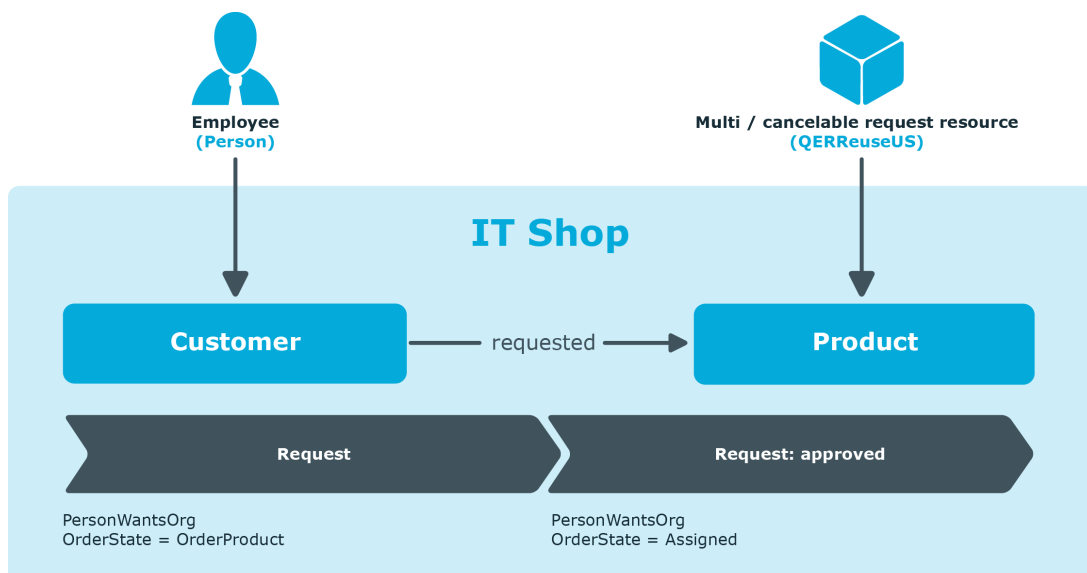 Employee
(Person)
Multi / cancelable request resource
(QERReuseUS)
IT Shop
Customer
requested
Product
Request
Request: approved
PersonWantsOrg
OrderState = OrderProduct
PersonWantsOrg
OrderState = Assigned